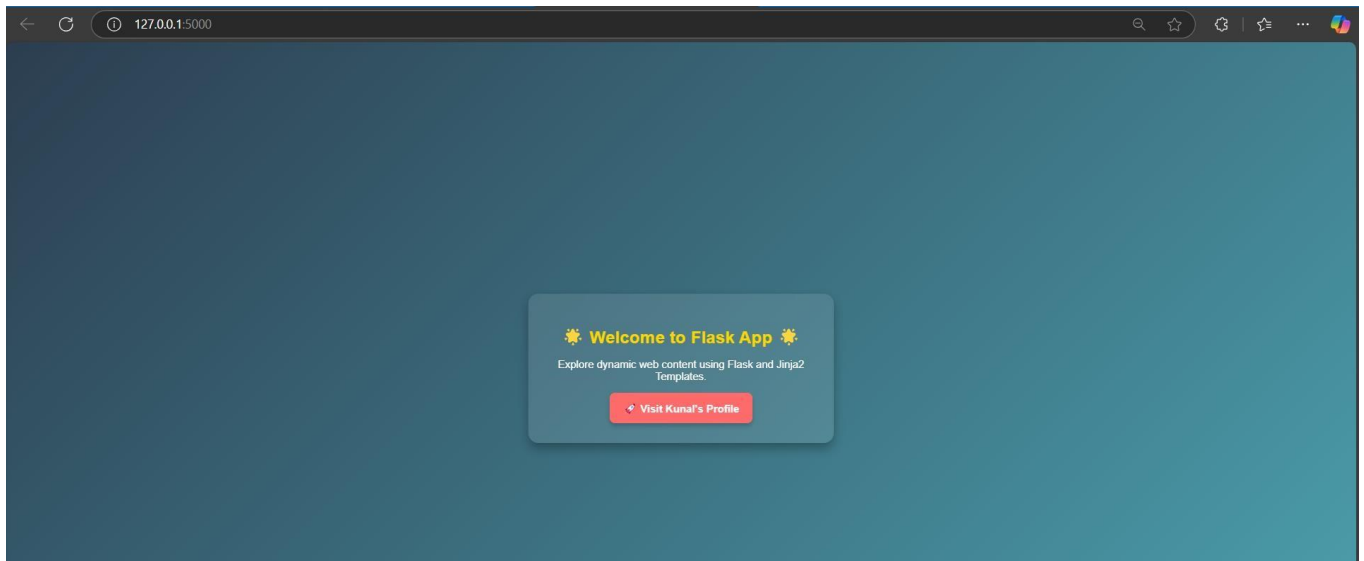 127.0.0.1:5000
🌟 Welcome to Flask App 🌟
Explore dynamic web content using Flask and Jinja2
Templates.
🚀 Visit Kunal's Profile